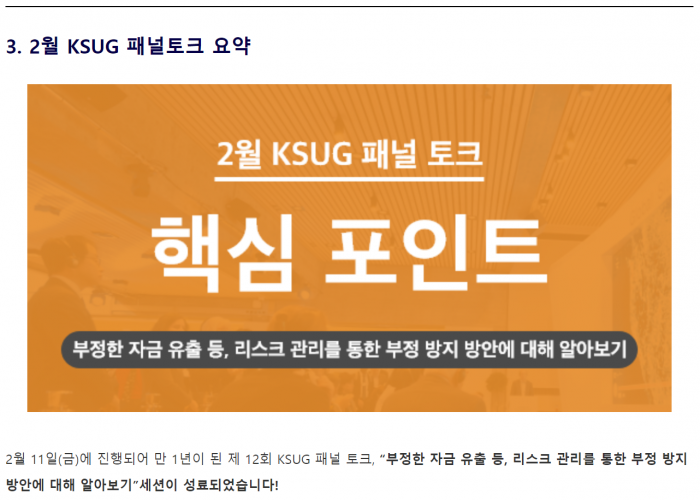 3. 2월 KSUG 패널토크 요약
2월 KSUG 패널 토크
핵심 포인트
부정한 자금 유출 등, 리스크 관리를 통한 부정 방지 방안에 대해 알아보기
2월 11일(금)에 진행되어 만 1년이 된 제 12회 KSUG 패널 토크, “부정한 자금 유출 등, 리스크 관리를 통한 부정 방지
방안에 대해 알아보기”세션이 성료되었습니다!